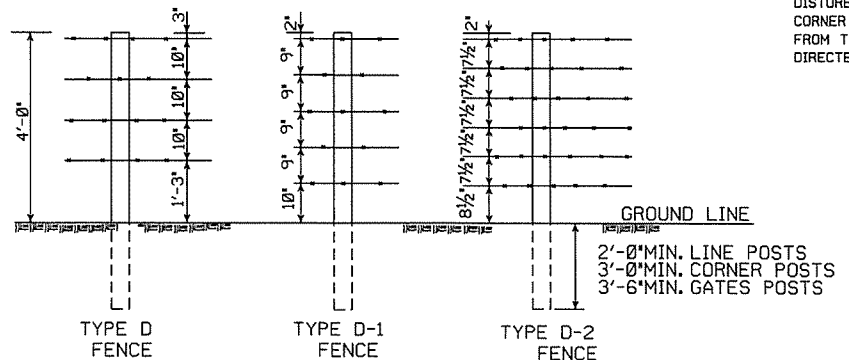 DISTURE
CORNER
FROM T
DIRECTE
3"
10"
10"
10"
1'-3"
4'-0"
2"
9"
9"
9"
9"
10"
2"
7½"
7½"
7½"
7½"
7½"
8½"
GROUND LINE
2'-0"MIN. LINE POSTS
3'-0"MIN. CORNER POSTS
3'-6"MIN. GATES POSTS
TYPE D
FENCE
TYPE D-1
FENCE
TYPE D-2
FENCE